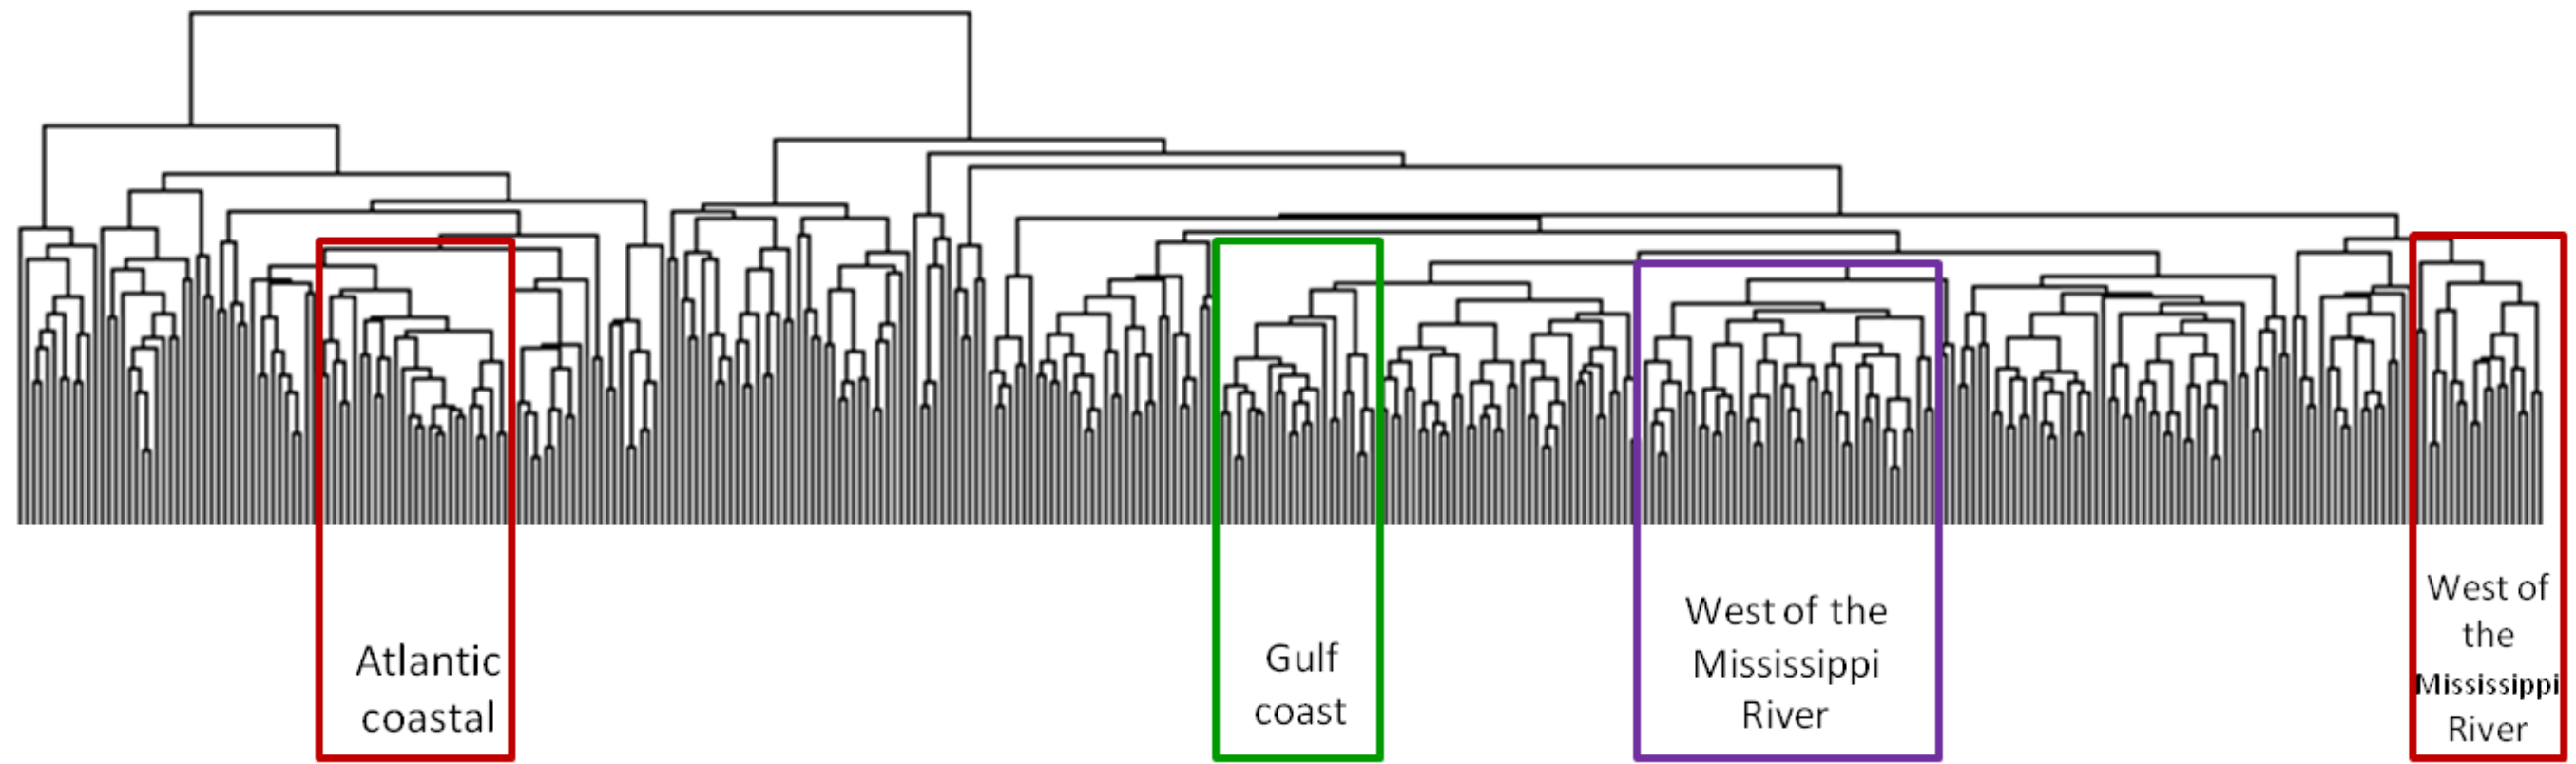 Atlantic
coastal
Gulf
coast
West of the
Mississippi
River
West of
the
Mississippi
River